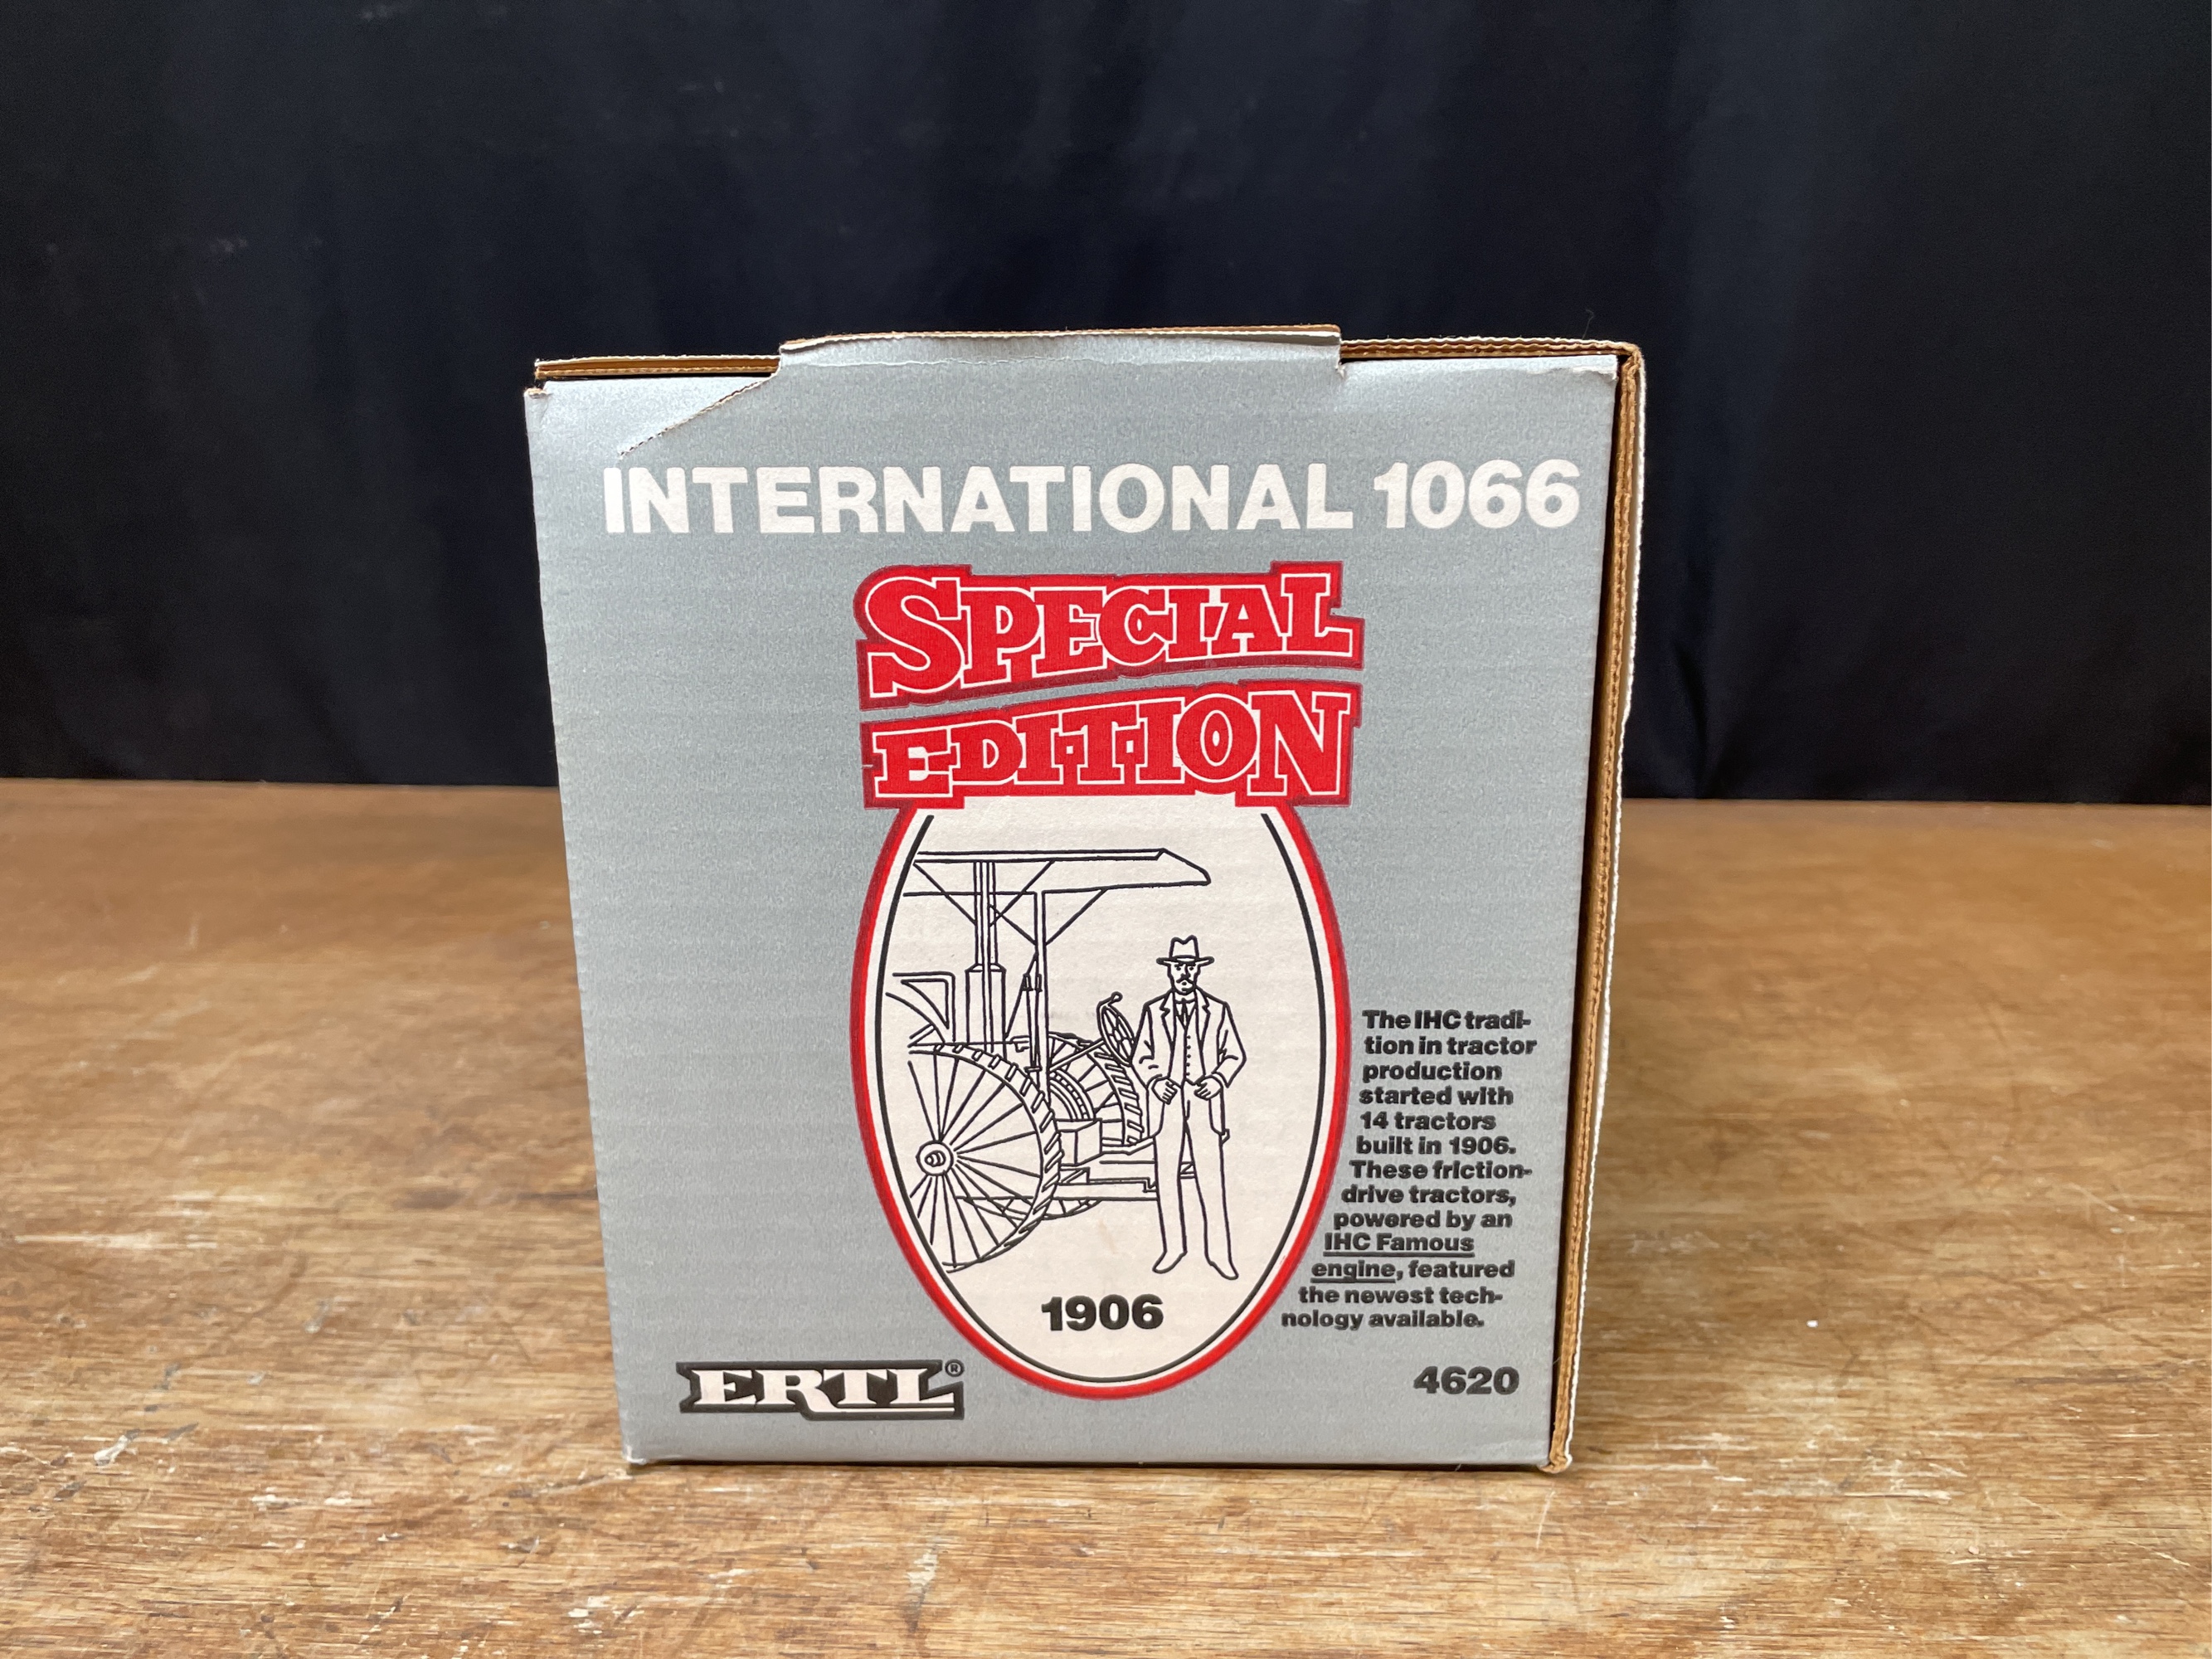 INTERNATIONAL 1066
SPECIAL
EDITION
The IHC tradi-
tion in tractor
production
started with
14 tractors
built in 1906.
These friction-
drive tractors,
powered by an
IHC Famous
engine, featured
the newest tech-
nology available.
1906
ERTL®
4620